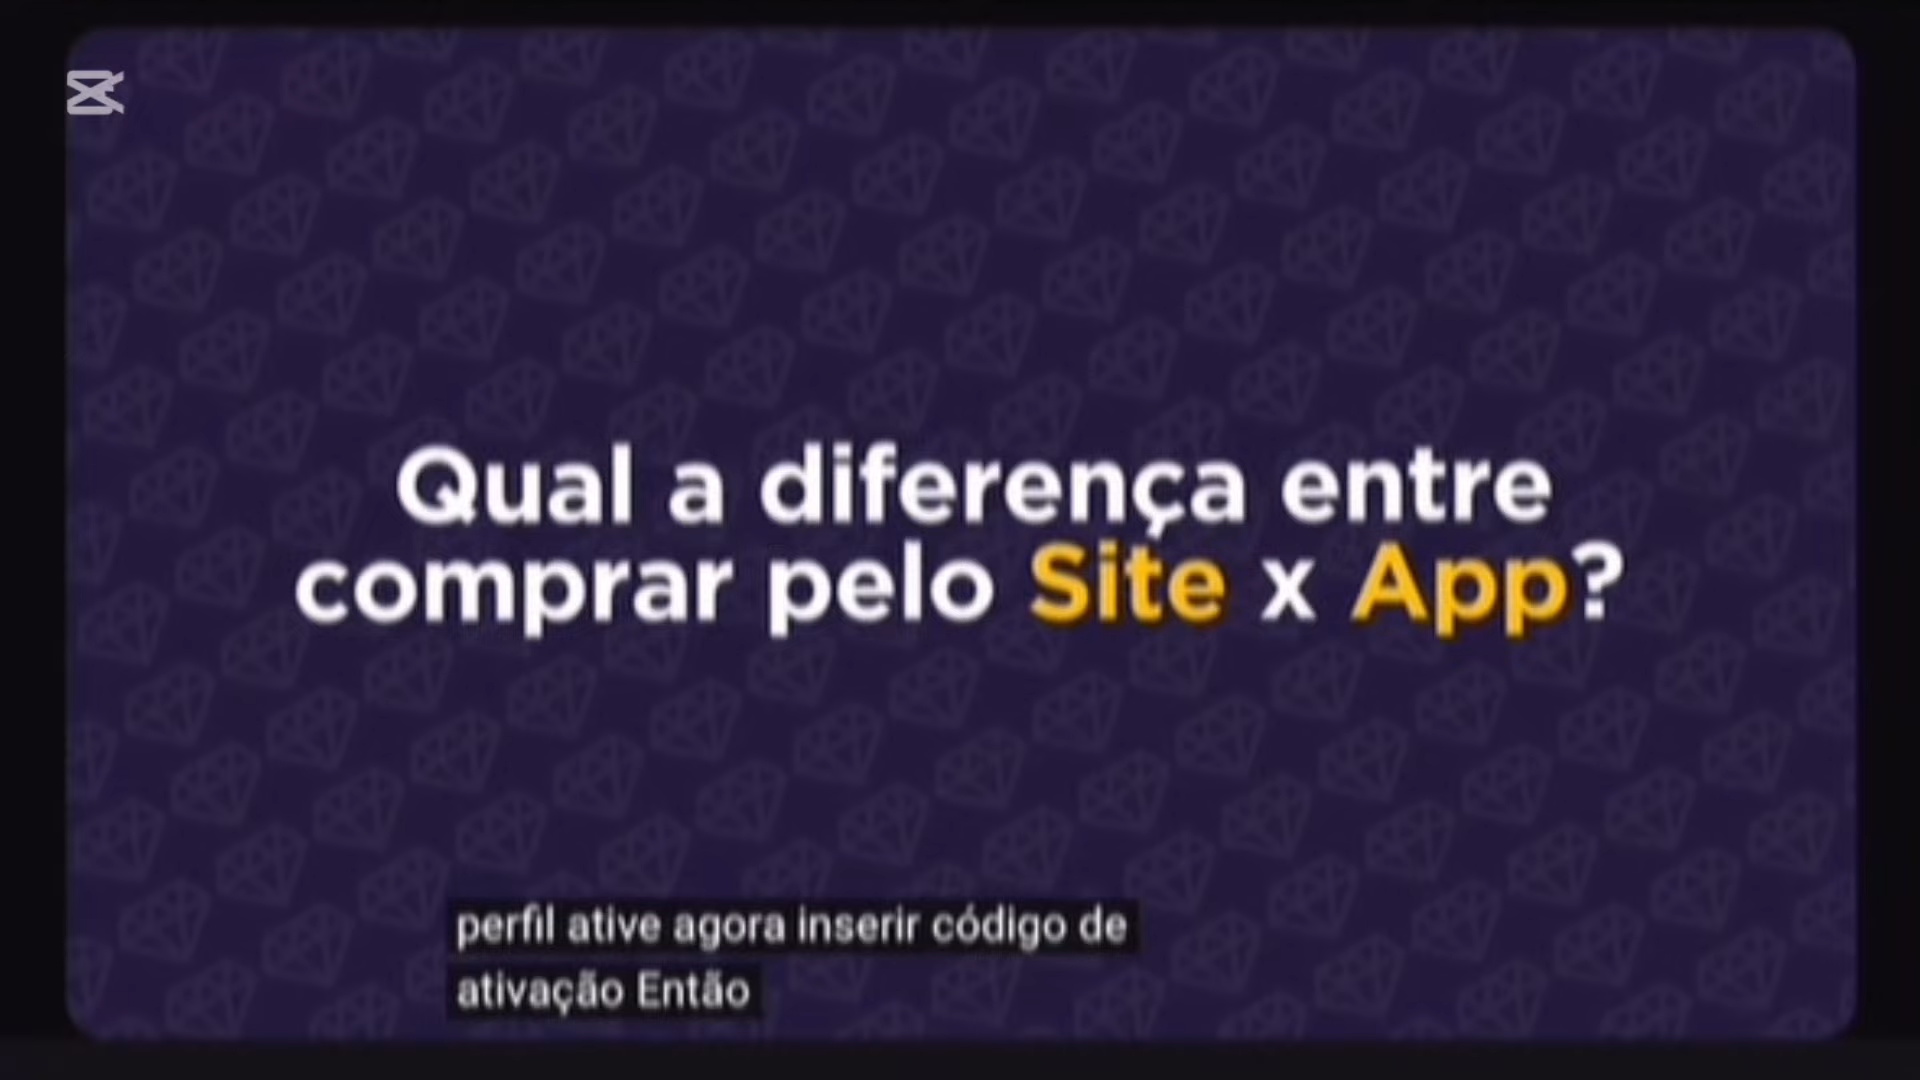 Qual a diferença entre
comprar pelo Site x App?
perfil ative agora inserir código de
ativação Então